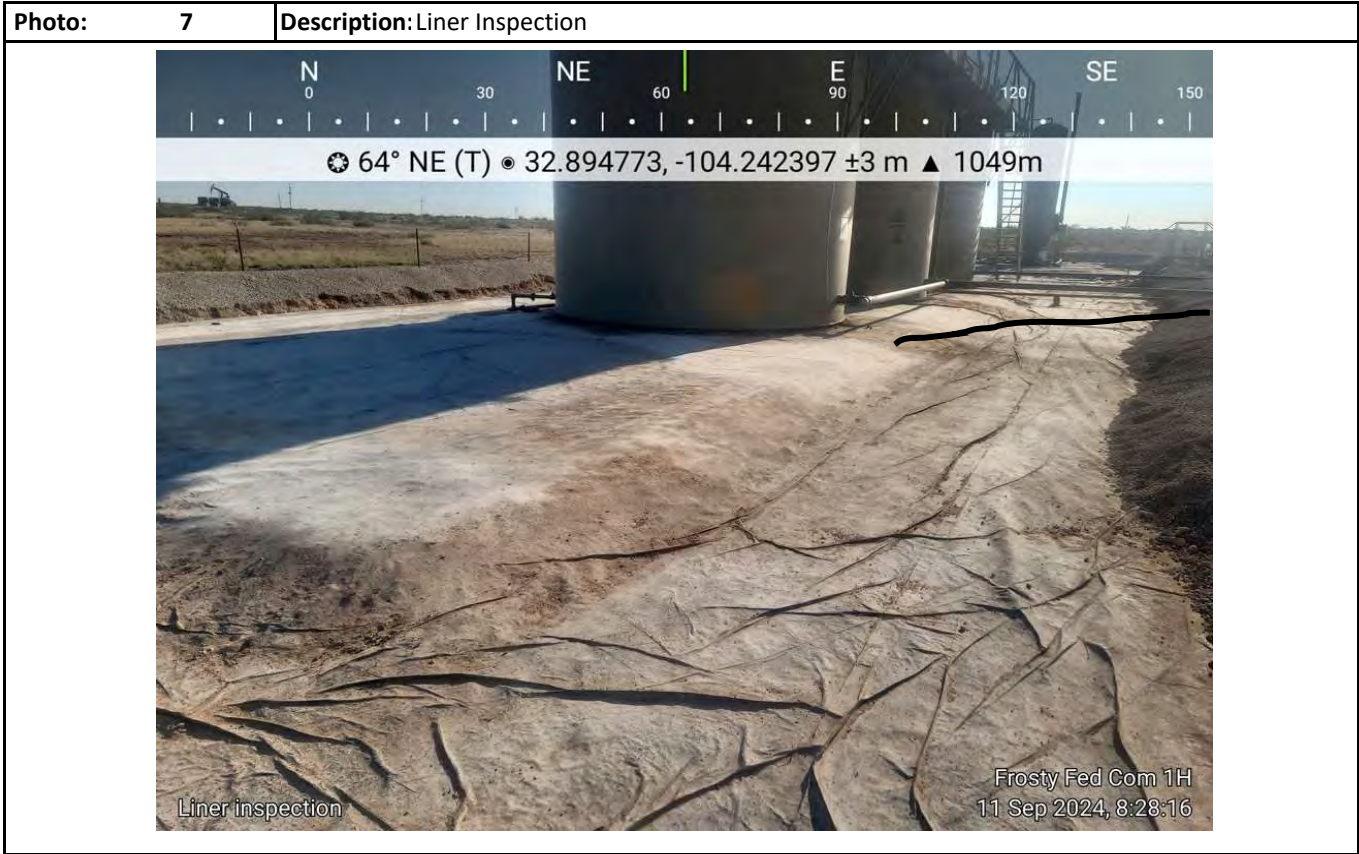 Photo: 7 Description: Liner Inspection
N NE E SE
0 30 60 90 120 150
64° NE (T) 32.894773, -104.242397 ±3 m ▲ 1049m
Frosty Fed Com 1H
Liner inspection 11 Sep 2024, 8:28:16